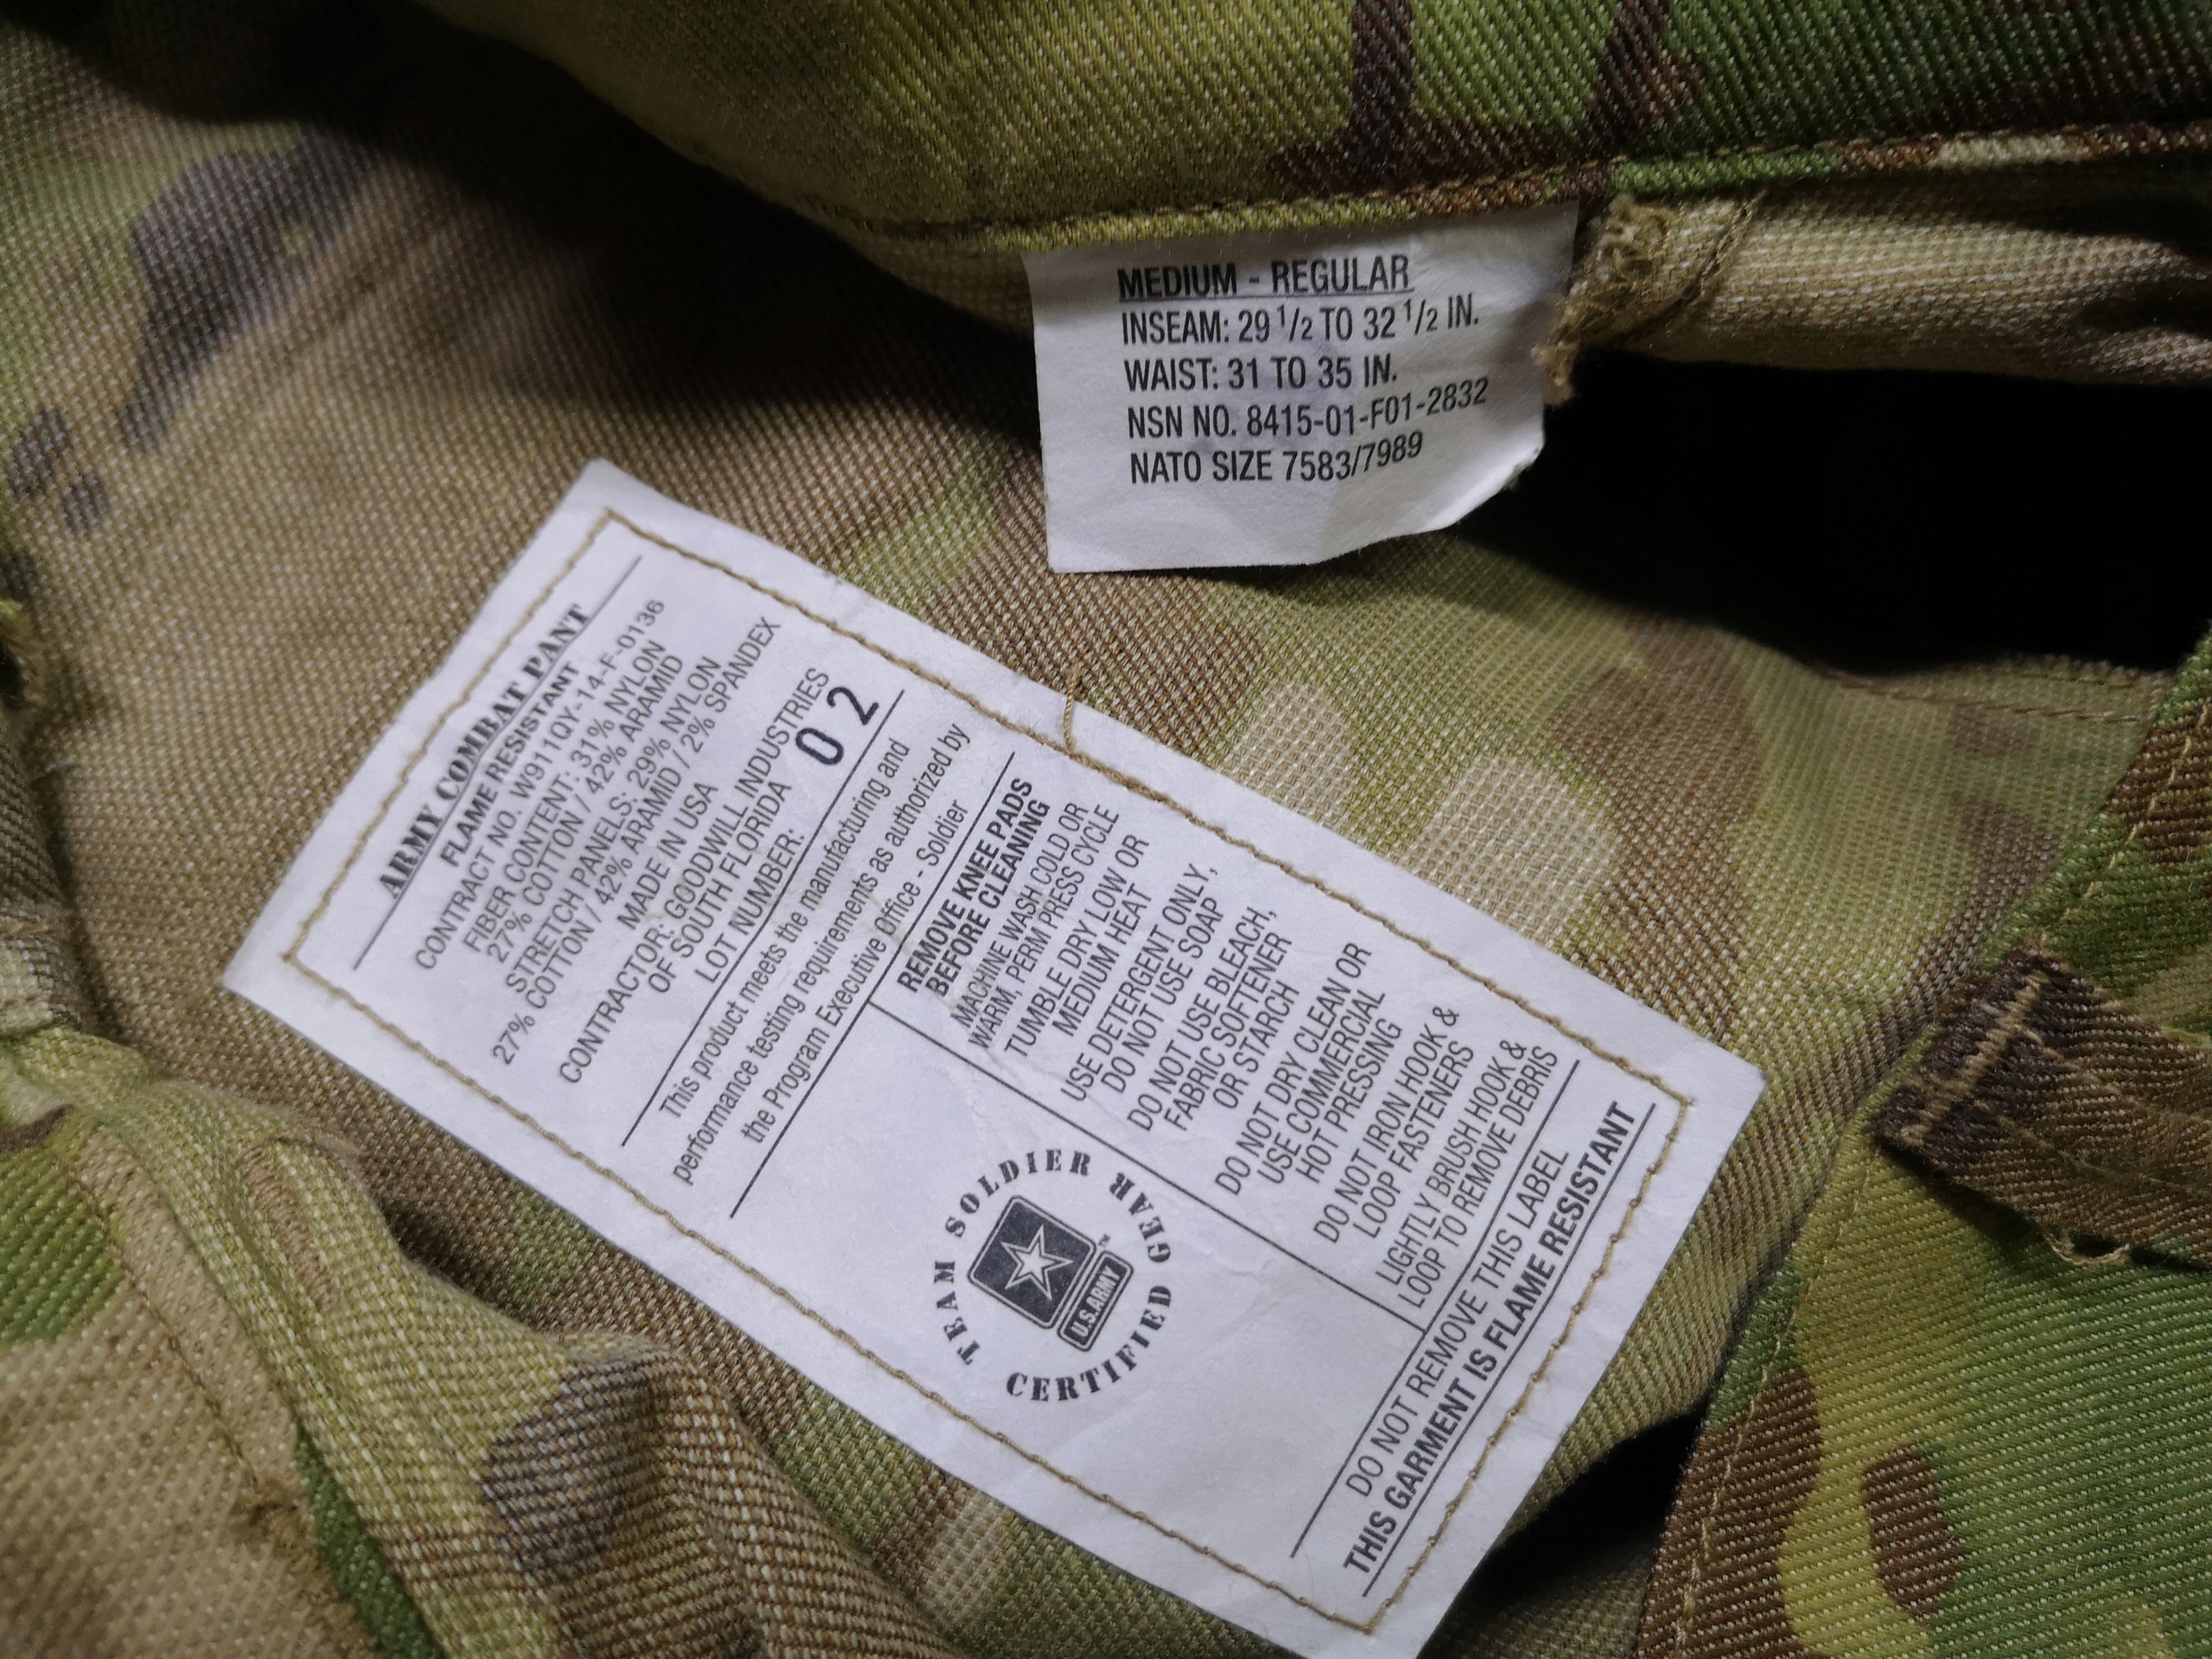 MEDIUM - REGULAR
INSEAM: 29 1/2 TO 32 1/2 IN.
WAIST: 31 TO 35 IN.
NSN NO. 8415-01-F01-2832
NATO SIZE 7583/7989
ARMY COMBAT PANT
FLAME RESISTANT
CONTRACT NO. W911QY-14-F-0136
FIBER CONTENT: 31% NYLON
27% COTTON / 42% ARAMID
STRETCH PANELS: 29% NYLON
27% COTTON / 42% ARAMID / 2% SPANDEX
MADE IN USA
CONTRACTOR: GOODWILL INDUSTRIES
OF SOUTH FLORIDA
LOT NUMBER: 02
This product meets the manufacturing and
performance testing requirements as authorized by
the Program Executive Office - Soldier
REMOVE KNEE PADS
BEFORE CLEANING
MACHINE WASH COLD OR
WARM, PERM PRESS CYCLE
TUMBLE DRY LOW OR
MEDIUM HEAT
USE DETERGENT ONLY,
DO NOT USE SOAP
DO NOT USE BLEACH,
FABRIC SOFTENER
OR STARCH
DO NOT DRY CLEAN OR
USE COMMERCIAL
HOT PRESSING
DO NOT IRON HOOK &
LOOP FASTENERS
LIGHTLY BRUSH HOOK &
LOOP TO REMOVE DEBRIS
TEAM SOLDIER
CERTIFIED GEAR
U.S.ARMY
TM
DO NOT REMOVE THIS LABEL
THIS GARMENT IS FLAME RESISTANT